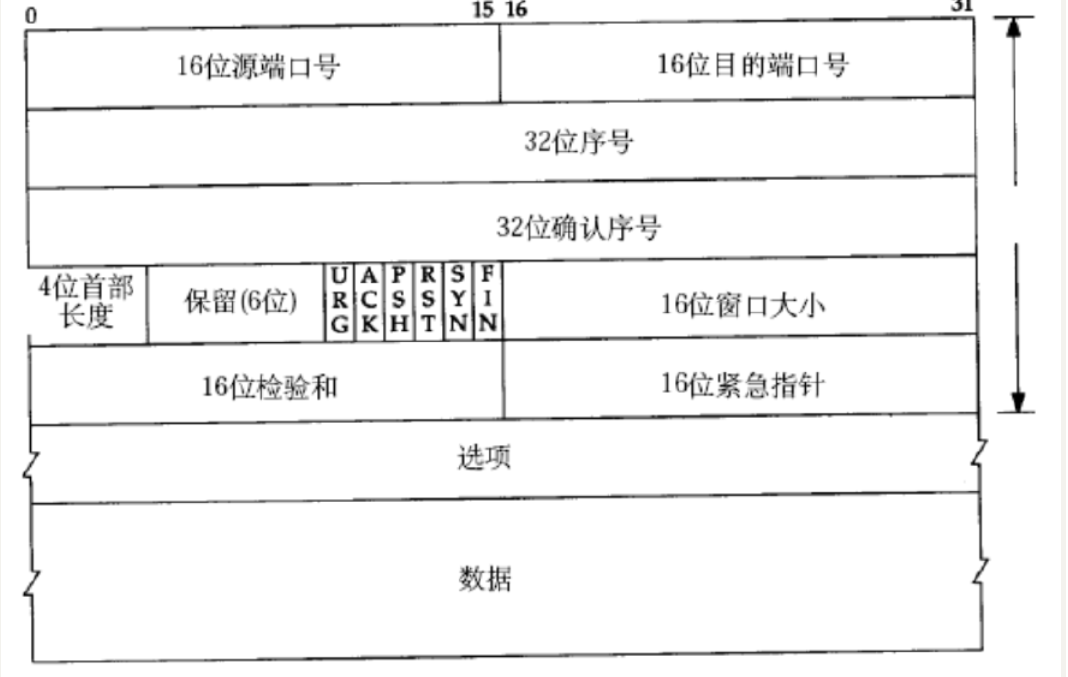 0 15 16 31
16位源端口号 16位目的端口号
32位序号
32位确认序号
4位首部长度 保留(6位) URG ACK PSH RST SYN FIN 16位窗口大小
16位检验和 16位紧急指针
选项
数据